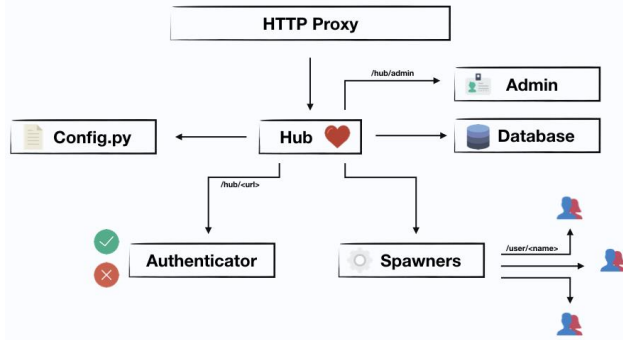 HTTP Proxy
/hub/admin
Admin
Config.py
Hub
Database
/hub/<url>
/user/<name>
Authenticator
Spawners